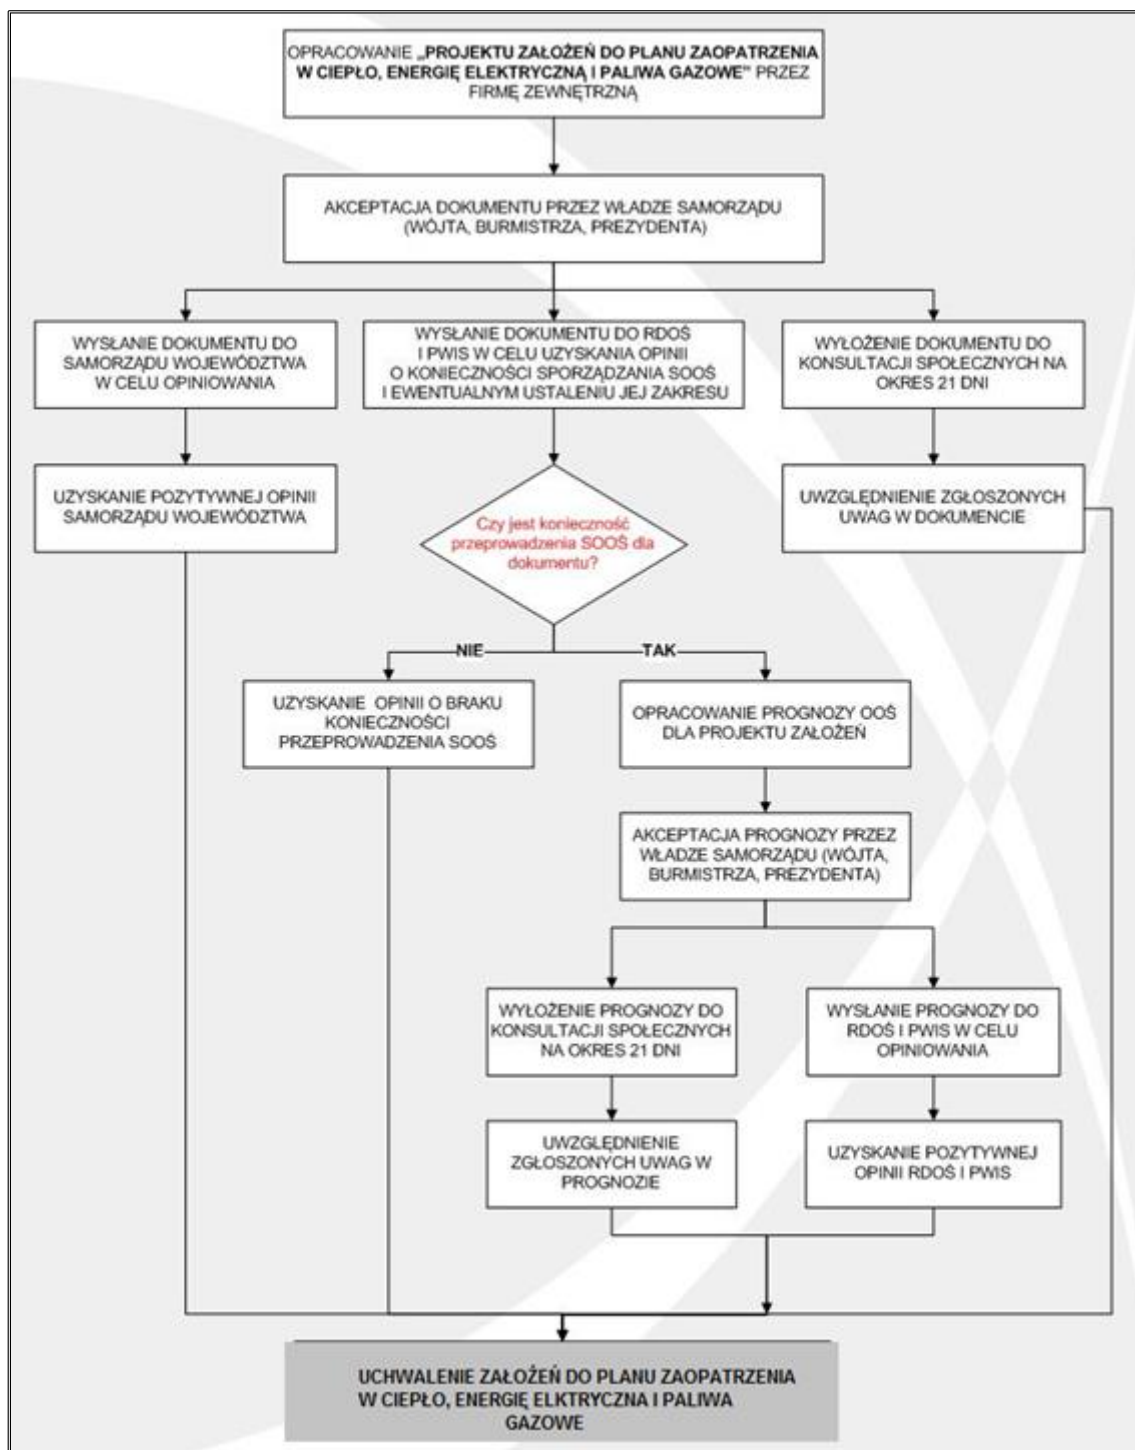 OPRACOWANIE „PROJEKTU ZAŁOŻEŃ DO PLANU ZAOPATRZENIA
W CIEPŁO, ENERGIĘ ELEKTRYCZNĄ I PALIWA GAZOWE" PRZEZ
FIRMĘ ZEWNĘTRZNĄ
AKCEPTACJA DOKUMENTU PRZEZ WŁADZE SAMORZĄDU
(WÓJTA, BURMISTRZA, PREZYDENTA)
WYSŁANIE DOKUMENTU DO
SAMORZĄDU WOJEWÓDZTWA
W CELU OPINIOWANIA
WYSŁANIE DOKUMENTU DO RDOŚ
I PWIS W CELU UZYSKANIA OPINII
O KONIECZNOŚCI SPORZĄDZANIA SOOŚ
I EWENTUALNYM USTALENIU JEJ ZAKRESU
WYŁOŻENIE DOKUMENTU DO
KONSULTACJI SPOŁECZNYCH NA
OKRES 21 DNI
UZYSKANIE POZYTYWNEJ OPINII
SAMORZĄDU WOJEWÓDZTWA
Czy jest konieczność
przeprowadzenia SOOŚ dla
dokumentu?
UWZGLĘDNIENIE ZGŁOSZONYCH
UWAG W DOKUMENCIE
NIE
TAK
UZYSKANIE OPINII O BRAKU
KONIECZNOŚCI
PRZEPROWADZENIA SOOŚ
OPRACOWANIE PROGNOZY OOŚ
DLA PROJEKTU ZAŁOŻEŃ
AKCEPTACJA PROGNOZY PRZEZ
WŁADZE SAMORZĄDU (WÓJTA,
BURMISTRZA, PREZYDENTA)
WYŁOŻENIE PROGNOZY DO
KONSULTACJI SPOŁECZNYCH
NA OKRES 21 DNI
WYSŁANIE PROGNOZY DO
RDOŚ I PWIS W CELU
OPINIOWANIA
UWZGLĘDNIENIE
ZGŁOSZONYCH UWAG W
PROGNOZIE
UZYSKANIE POZYTYWNEJ
OPINII RDOŚ I PWIS
UCHWALENIE ZAŁOŻEŃ DO PLANU ZAOPATRZENIA
W CIEPŁO, ENERGIĘ ELKTRYCZNA I PALIWA
GAZOWE